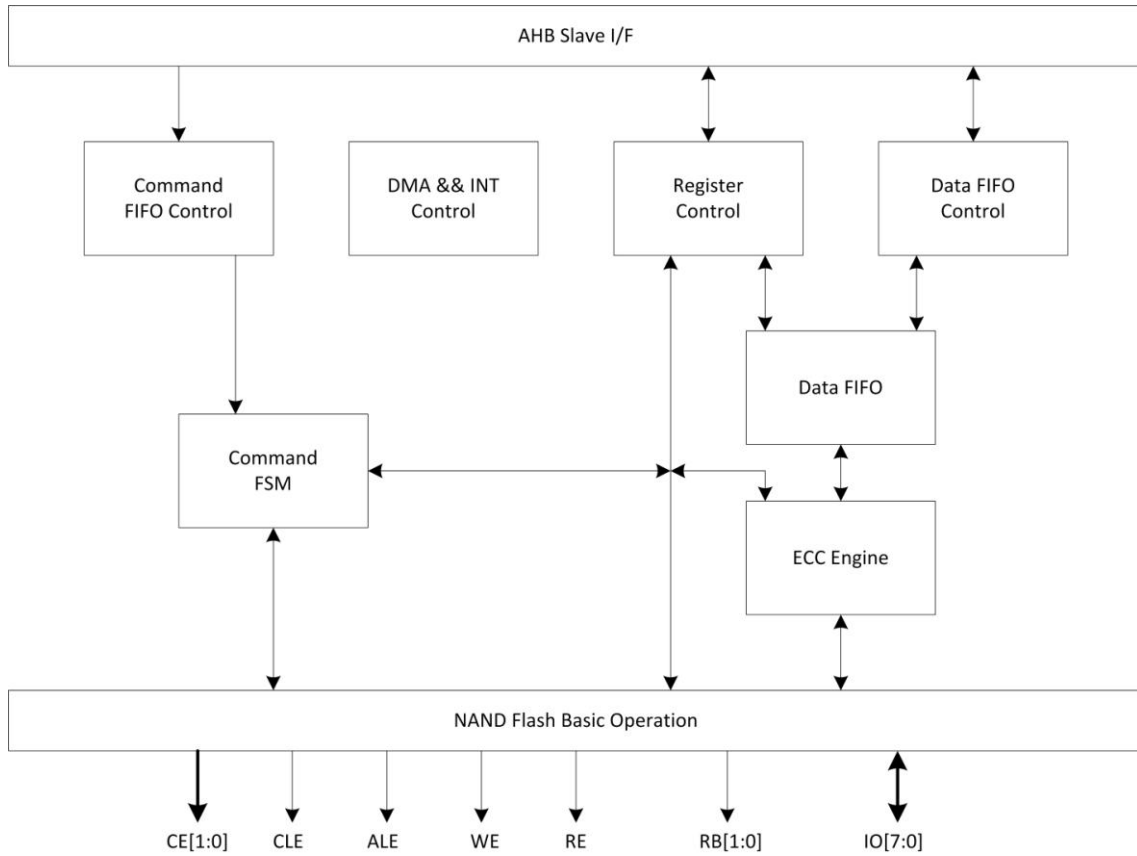 AHB Slave I/F
Command
FIFO Control
DMA && INT
Control
Register
Control
Data FIFO
Control
Data FIFO
Command
FSM
ECC Engine
NAND Flash Basic Operation
CE[1:0]
CLE
ALE
WE
RE
RB[1:0]
IO[7:0]